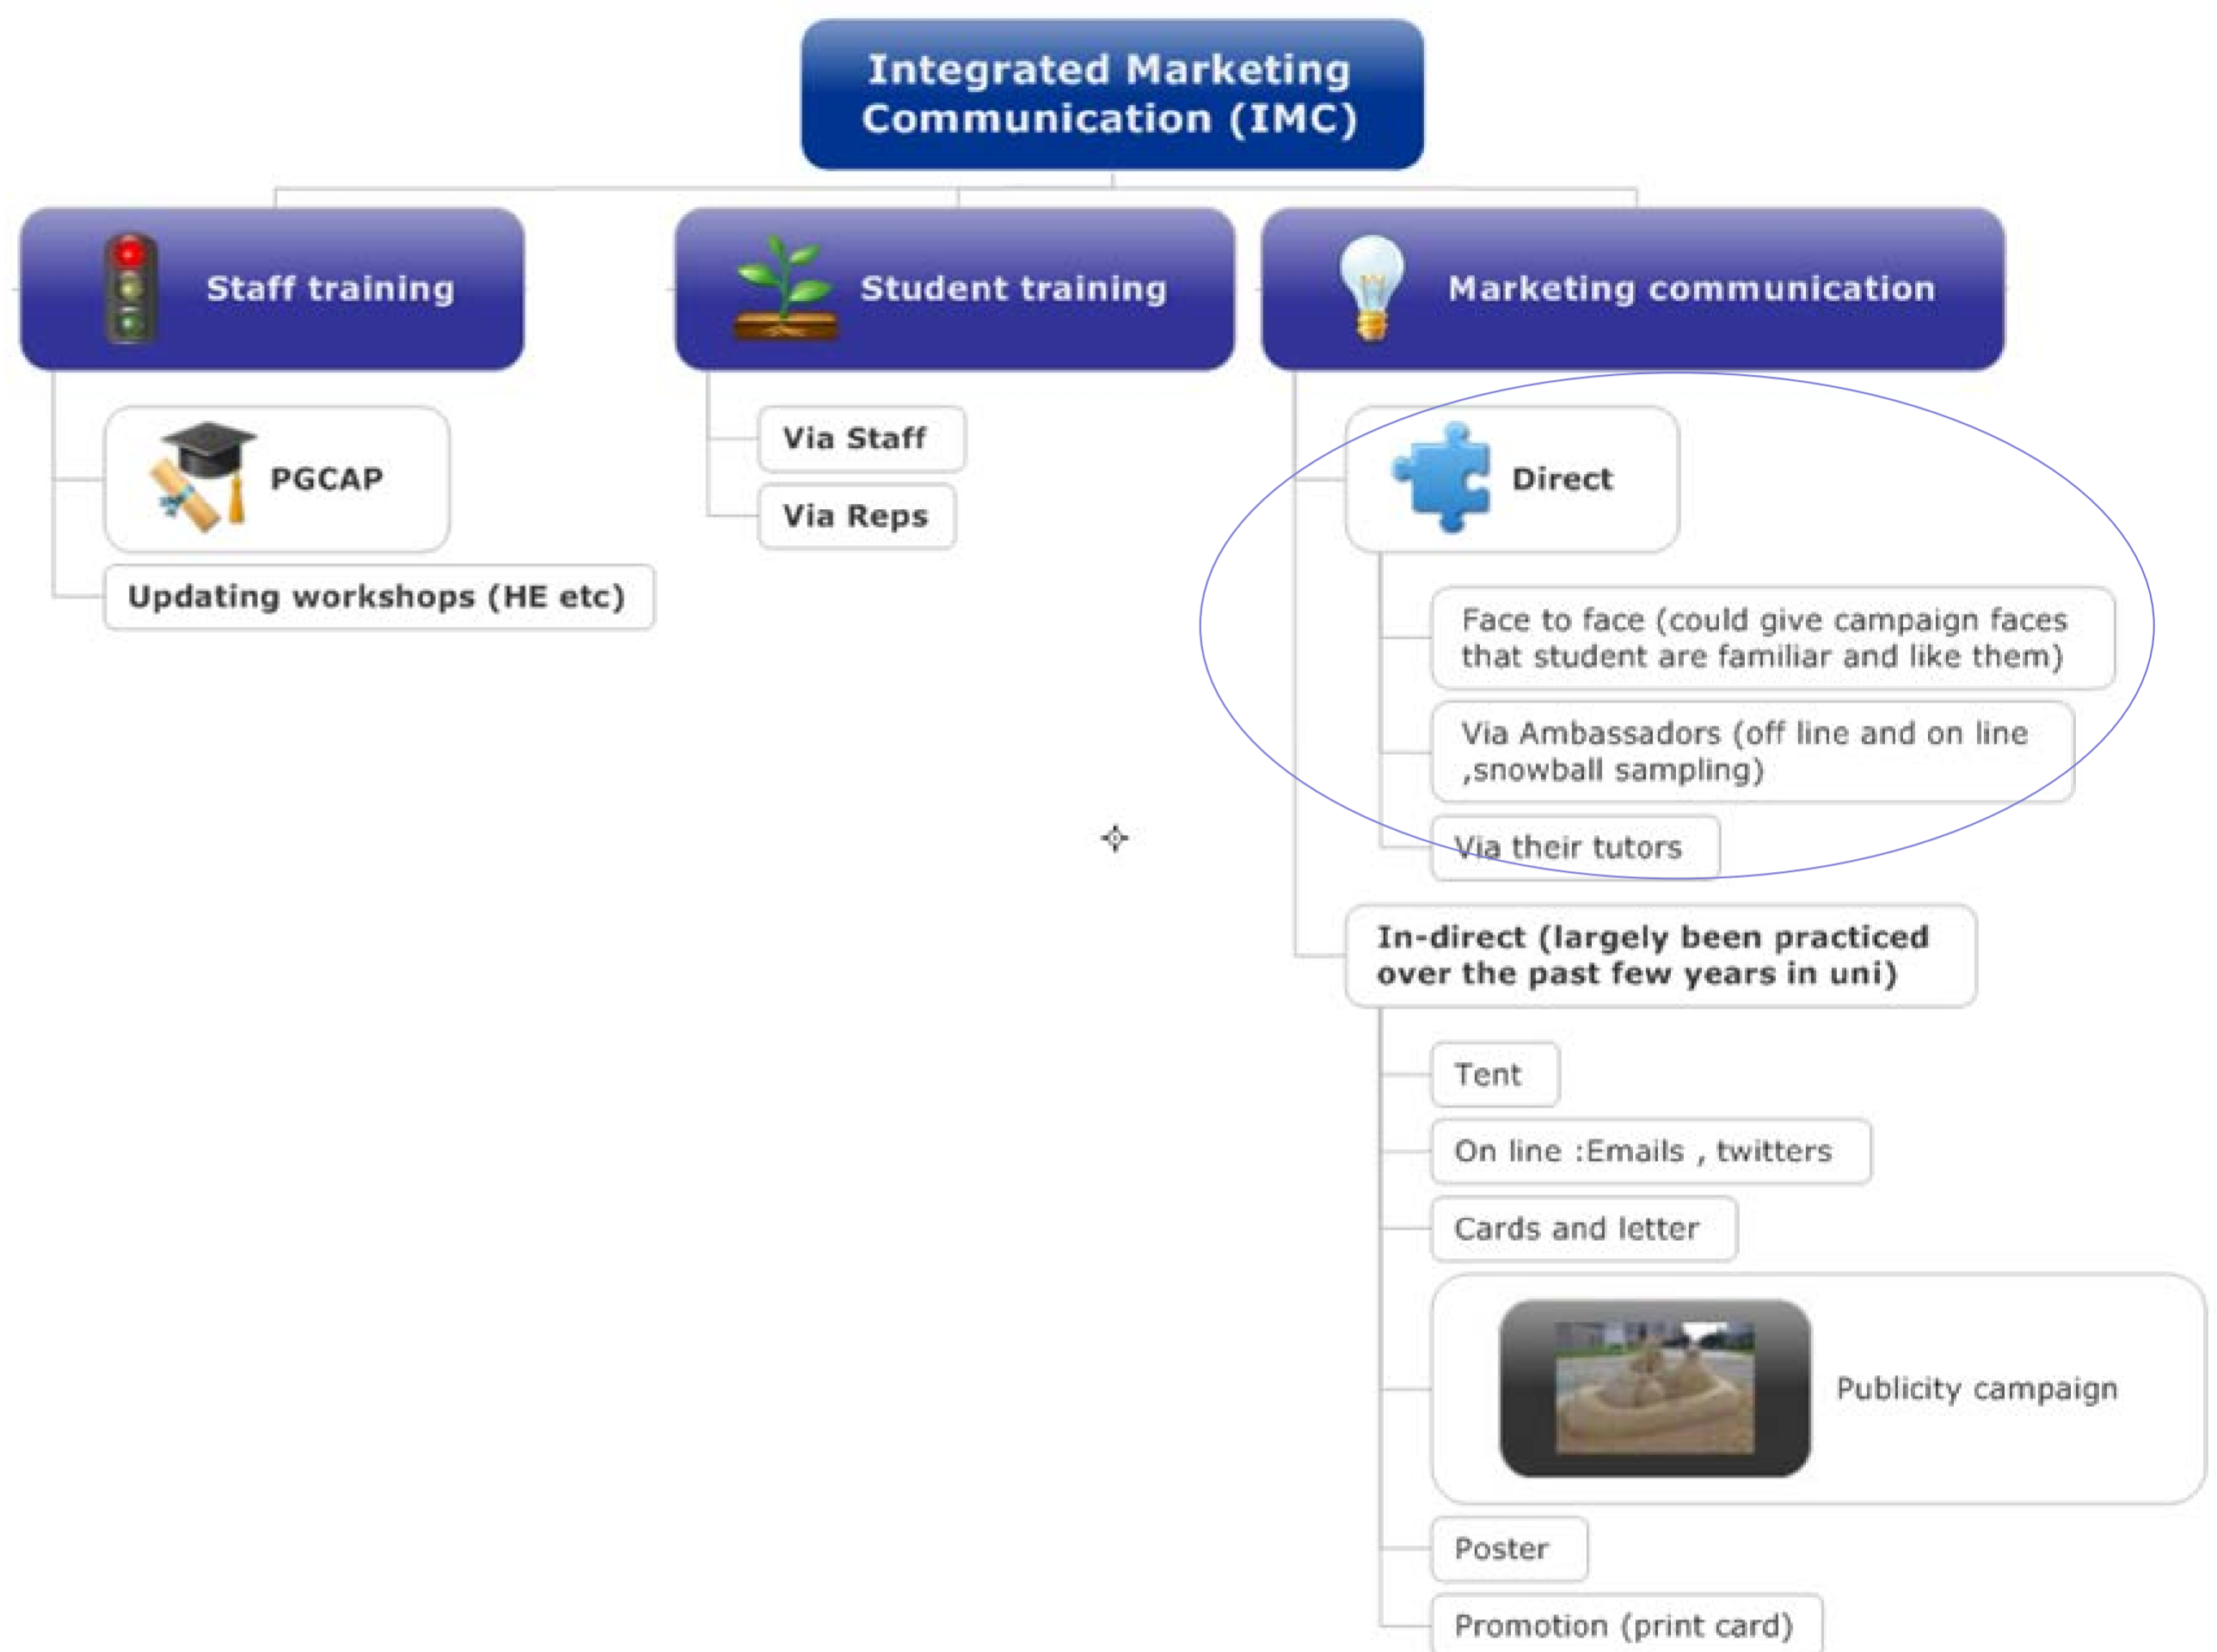 Integrated Marketing
Communication (IMC)
Staff training
PGCAP
Updating workshops (HE etc)
Student training
Via Staff
Via Reps
Marketing communication
Direct
Face to face (could give campaign faces
that student are familiar and like them)
Via Ambassadors (off line and on line
,snowball sampling)
Via their tutors
In-direct (largely been practiced
over the past few years in uni)
Tent
On line :Emails , twitters
Cards and letter
Publicity campaign
Poster
Promotion (print card)